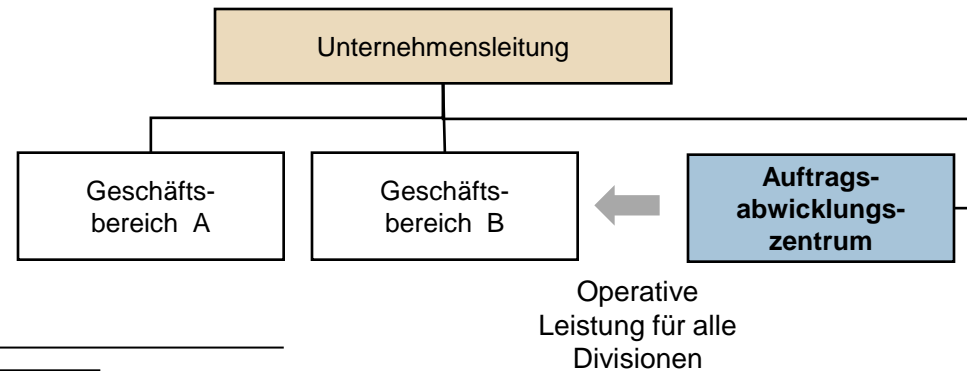 Unternehmensleitung
Geschäfts-
bereich A
Geschäfts-
bereich B
Auftrags-
abwicklungs-
zentrum
Operative
Leistung für alle
Divisionen